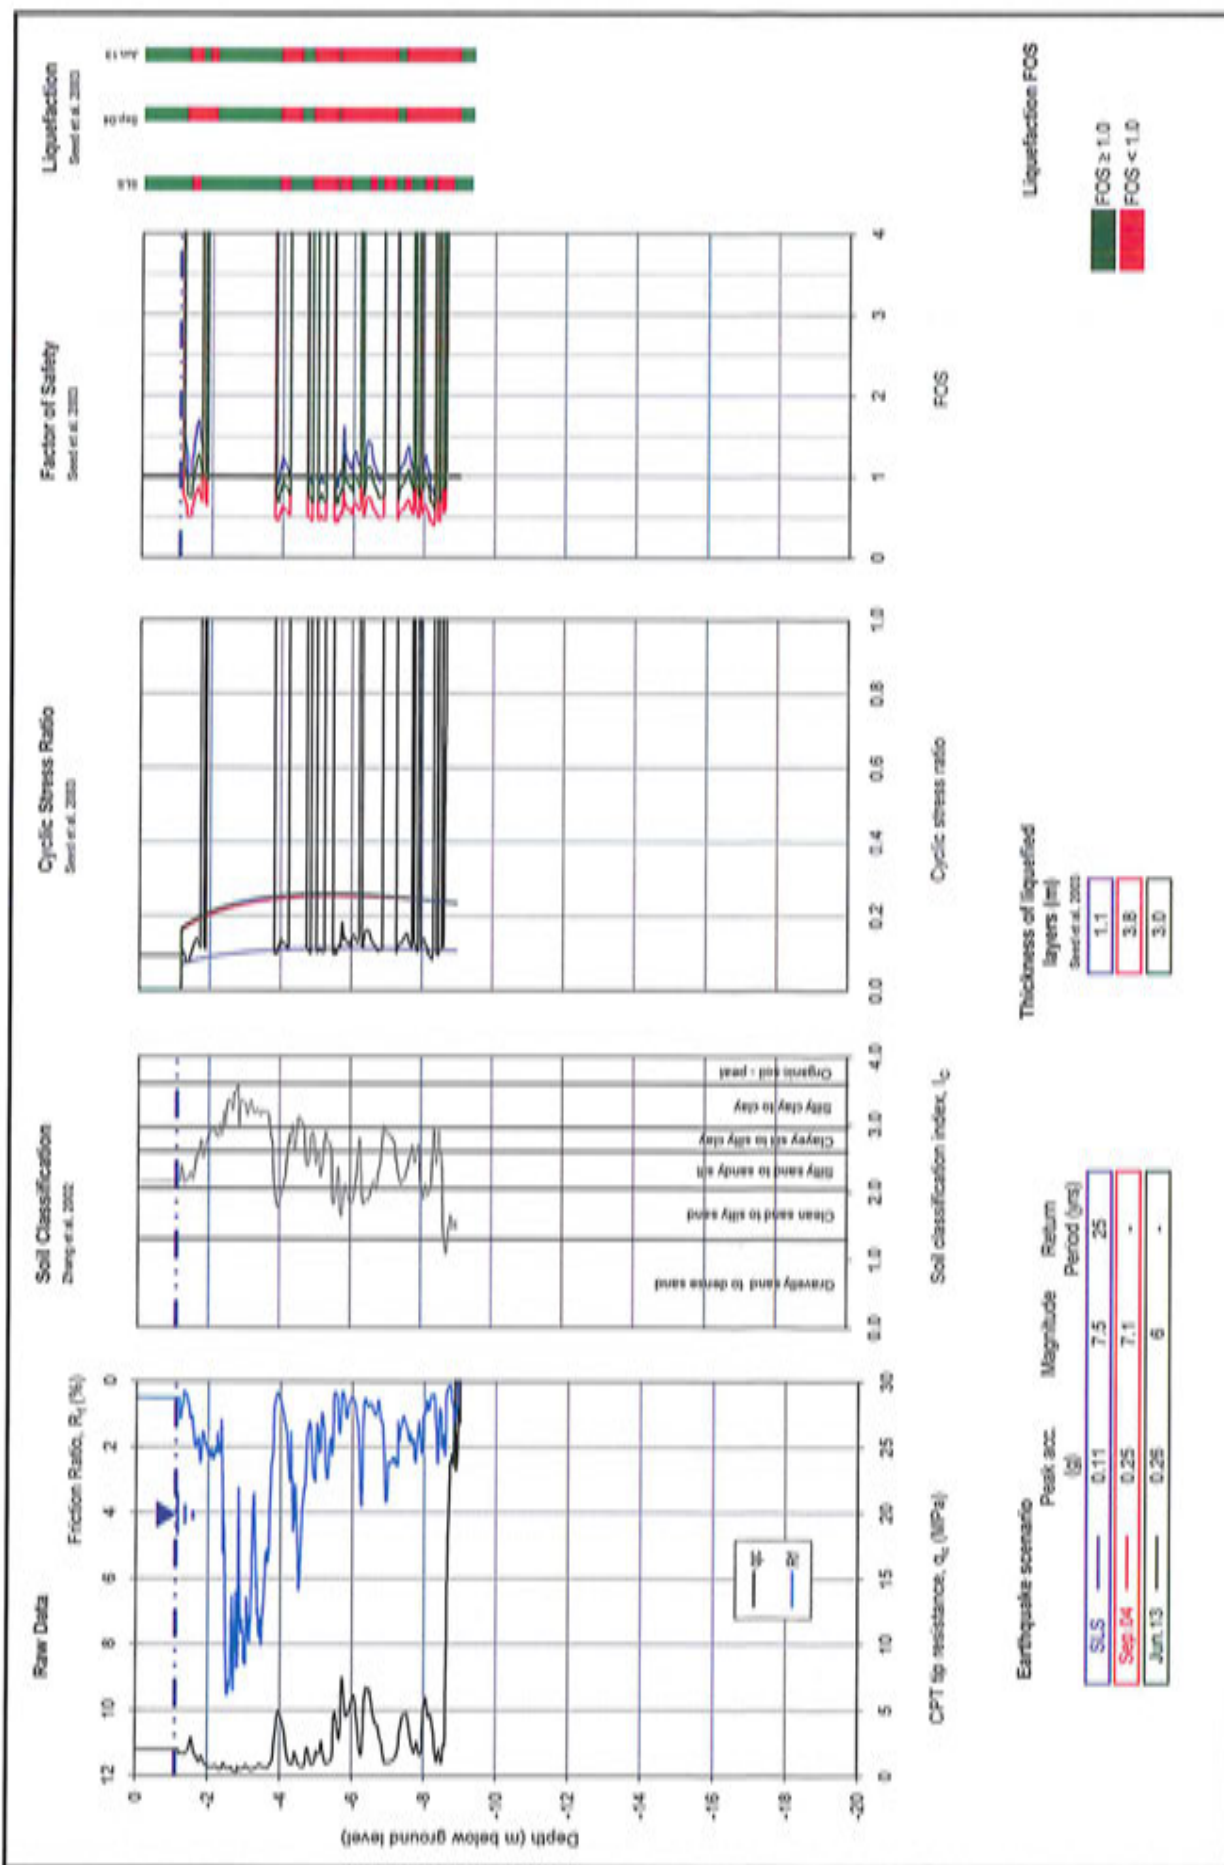 Raw Data
Friction Ratio, Rf (%)
12 10 8 6 4 2 0
0
-2
-4
-6
-8
-10
-12
-14
-16
-18
-20
Depth (m below ground level)
qc
Rf
0 5 10 15 20 25 30
CPT tip resistance, qc (MPa)
Soil Classification
Zhang et al. 2002
Gravelly sand to dense sand
Clean sand to silty sand
Silty sand to sandy silt
Clayey silt to silty clay
Silty clay to clay
Organic soil - peat
0.0 1.0 2.0 3.0 4.0
Soil classification index, IC
Cyclic Stress Ratio
Seed et al. 2003
0.0 0.2 0.4 0.6 0.8 1.0
Cyclic stress ratio
Factor of Safety
Seed et al. 2003
0 1 2 3 4
FOS
Liquefaction
Seed et al. 2003
SLS
Sep.04
Jun.13
Earthquake scenario
Peak acc. (g)
Magnitude
Return Period (yrs)
SLS 0.11 7.5 25
Sep.04 0.25 7.1 -
Jun.13 0.26 6 -
Thickness of liquefied
layers (m)
Seed et al. 2003
1.1
3.8
3.0
Liquefaction FOS
FOS ≥ 1.0
FOS < 1.0